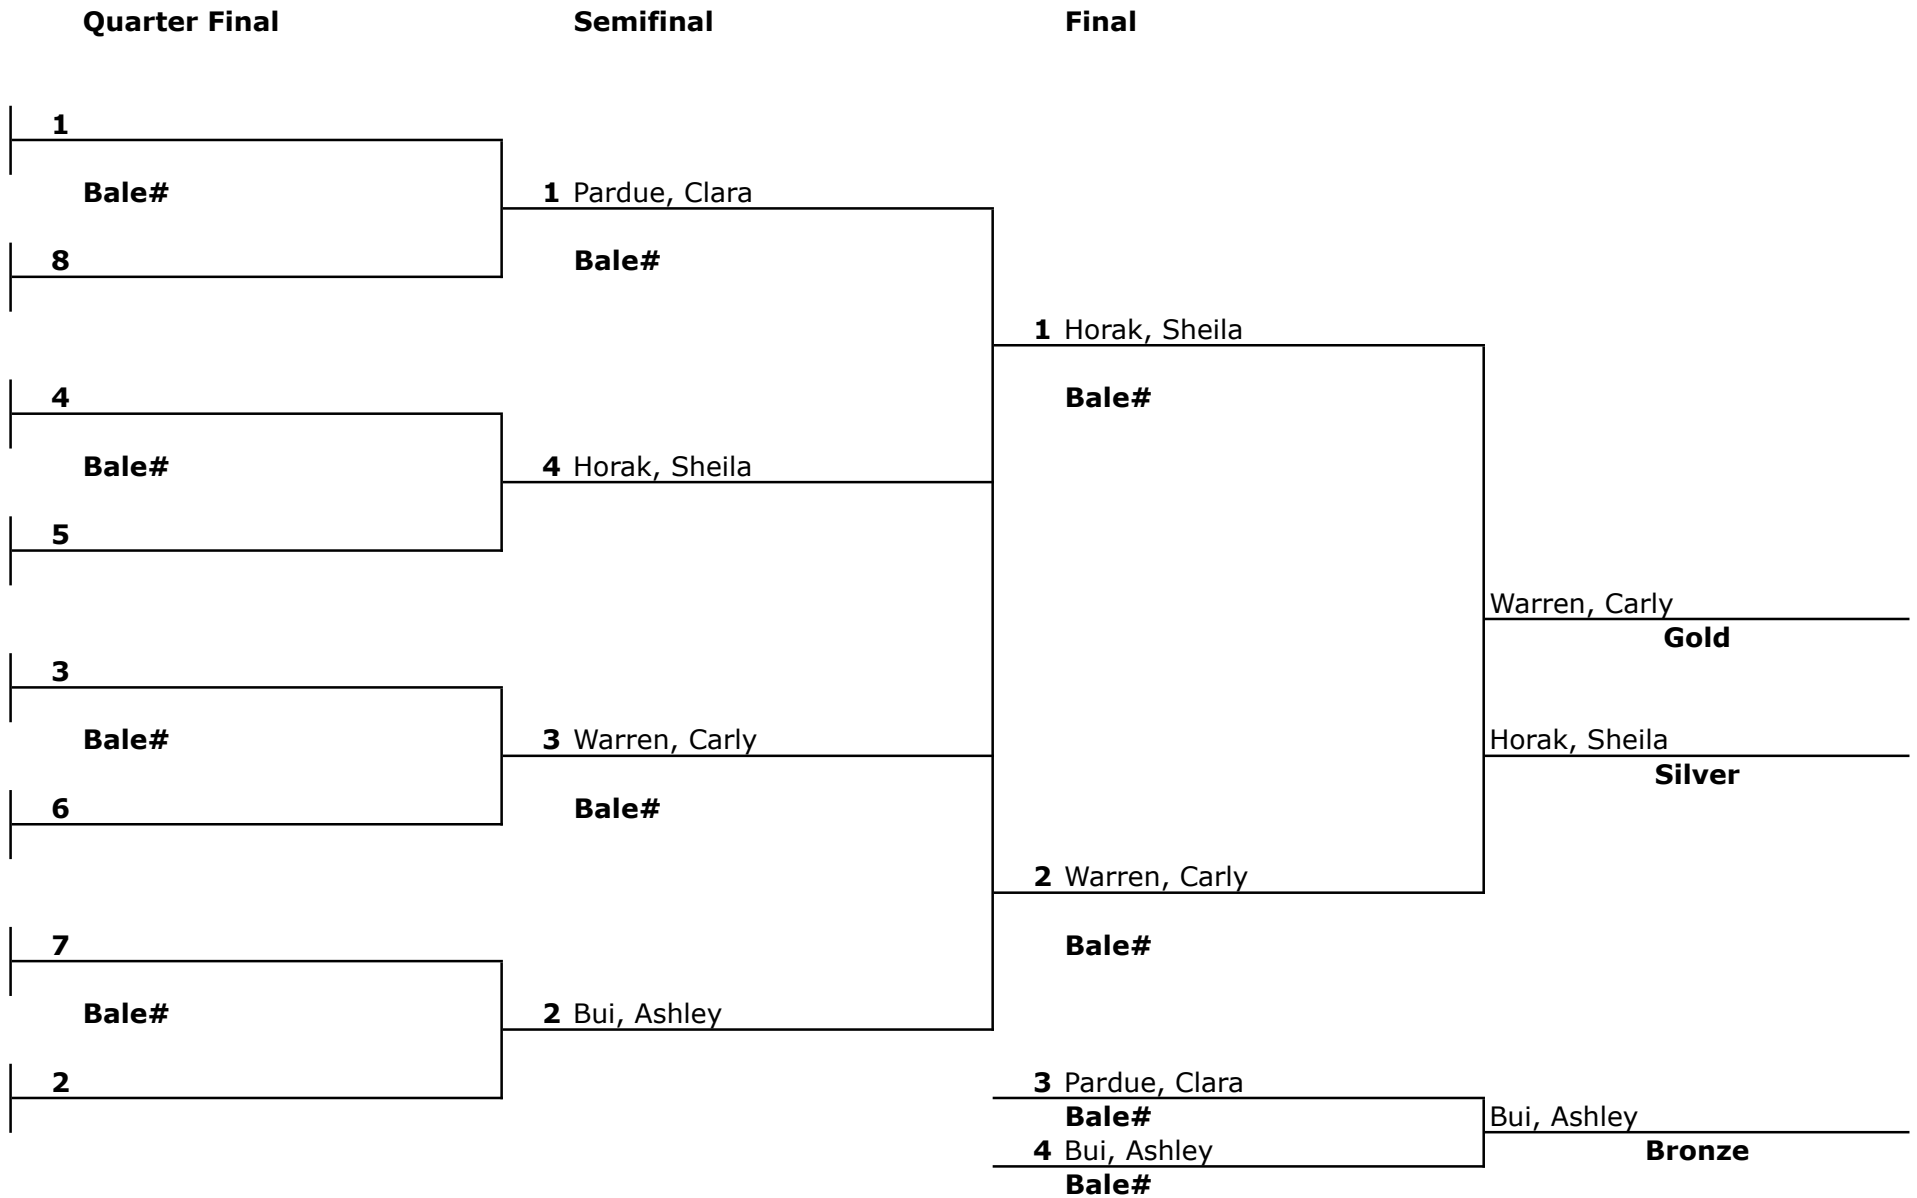 Quarter Final Semifinal Final
1
Bale# 1 Pardue, Clara
8 Bale#
1 Horak, Sheila
4 Bale#
Bale# 4 Horak, Sheila
5
Warren, Carly
Gold
3
Bale# 3 Warren, Carly Horak, Sheila
Silver
6 Bale#
2 Warren, Carly
7 Bale#
Bale# 2 Bui, Ashley
2 3 Pardue, Clara
Bale# Bui, Ashley
4 Bui, Ashley Bronze
Bale#